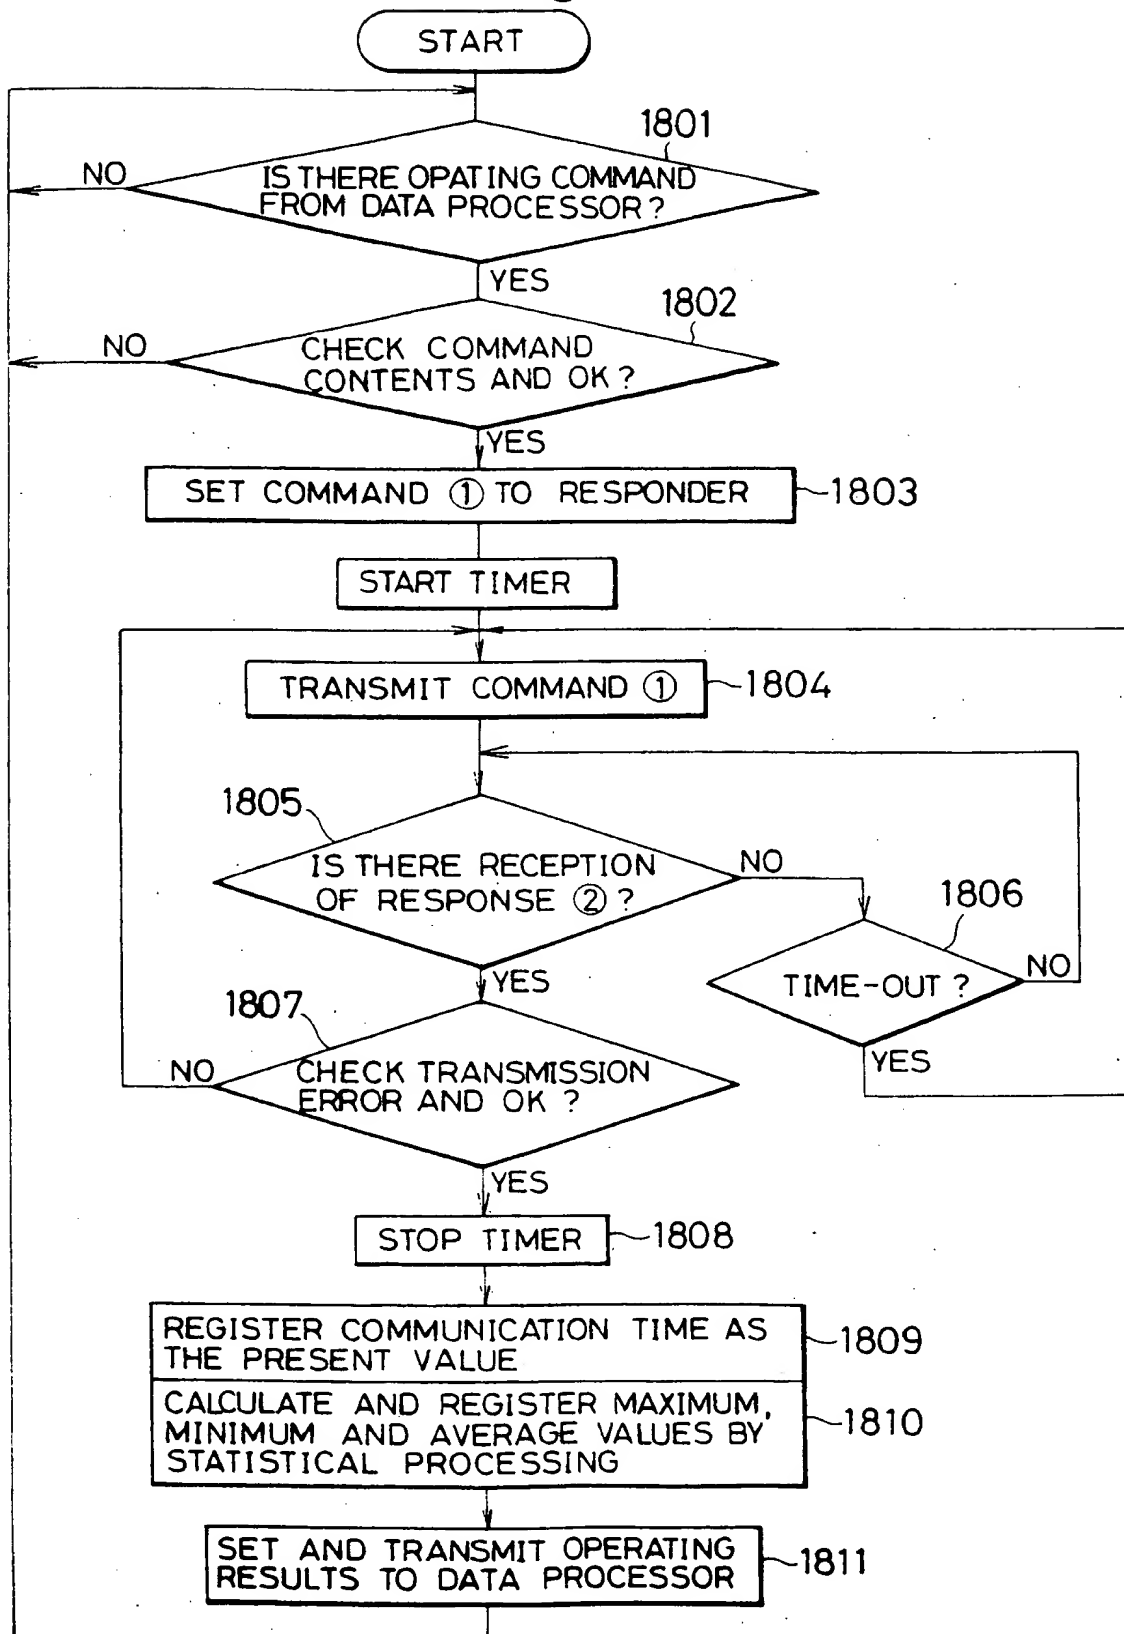 START
1801
NO
IS THERE OPATING COMMAND
FROM DATA PROCESSOR?
YES
1802
NO
CHECK COMMAND
CONTENTS AND OK?
YES
SET COMMAND ① TO RESPONDER
1803
START TIMER
TRANSMIT COMMAND ①
1804
1805
IS THERE RECEPTION
OF RESPONSE ②?
NO
1806
TIME-OUT?
NO
YES
YES
1807
NO
CHECK TRANSMISSION
ERROR AND OK?
YES
STOP TIMER
1808
REGISTER COMMUNICATION TIME AS
THE PRESENT VALUE
1809
CALCULATE AND REGISTER MAXIMUM,
MINIMUM AND AVERAGE VALUES BY
STATISTICAL PROCESSING
1810
SET AND TRANSMIT OPERATING
RESULTS TO DATA PROCESSOR
1811